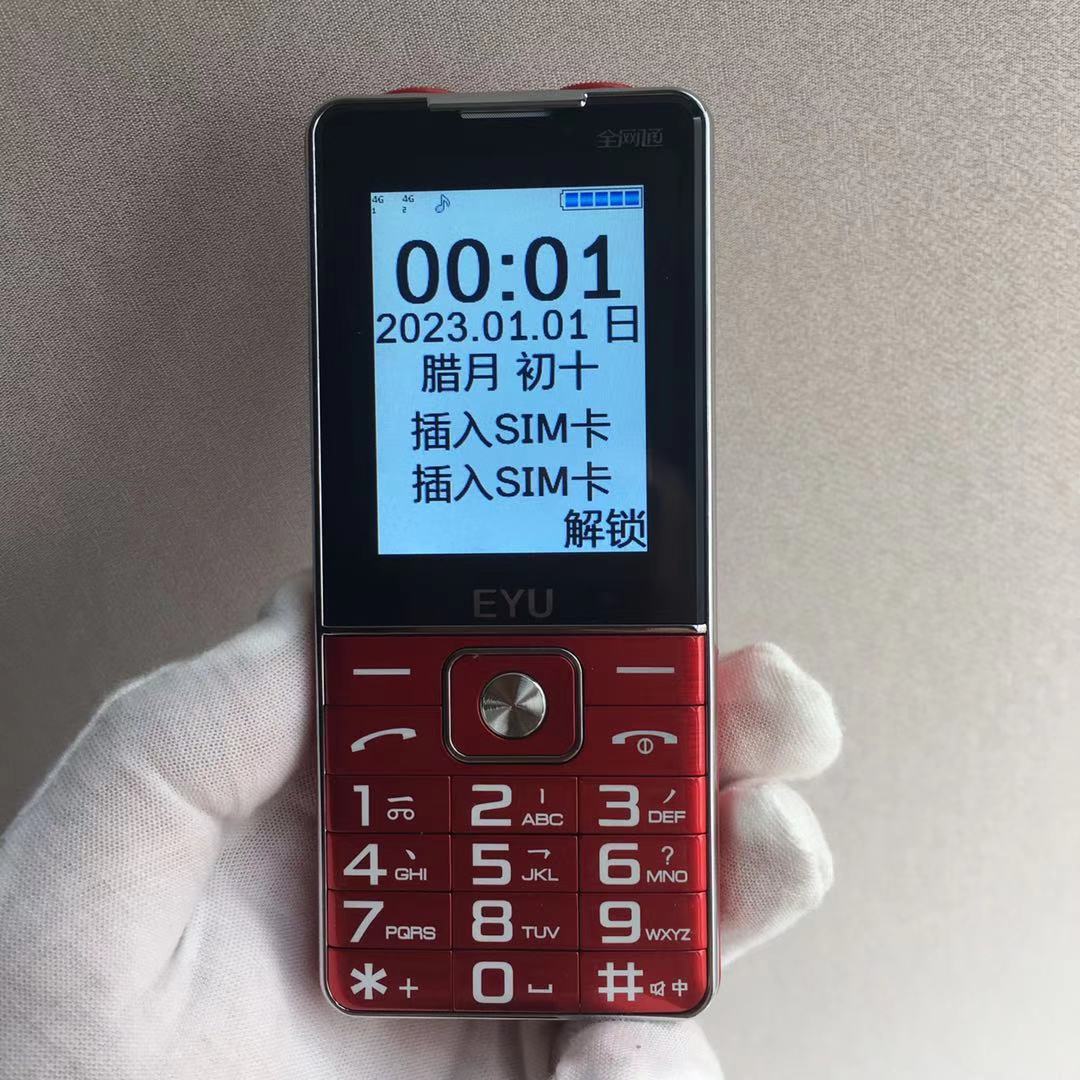 全网通
4G 4G
1 2
00:01
2023.01.01 日
腊月 初十
插入SIM卡
插入SIM卡
解锁
EYU
1 2 ABC 3 DEF
4 GHI 5 JKL 6 ? MNO
7 PQRS 8 TUV 9 WXYZ
* + 0 # 中